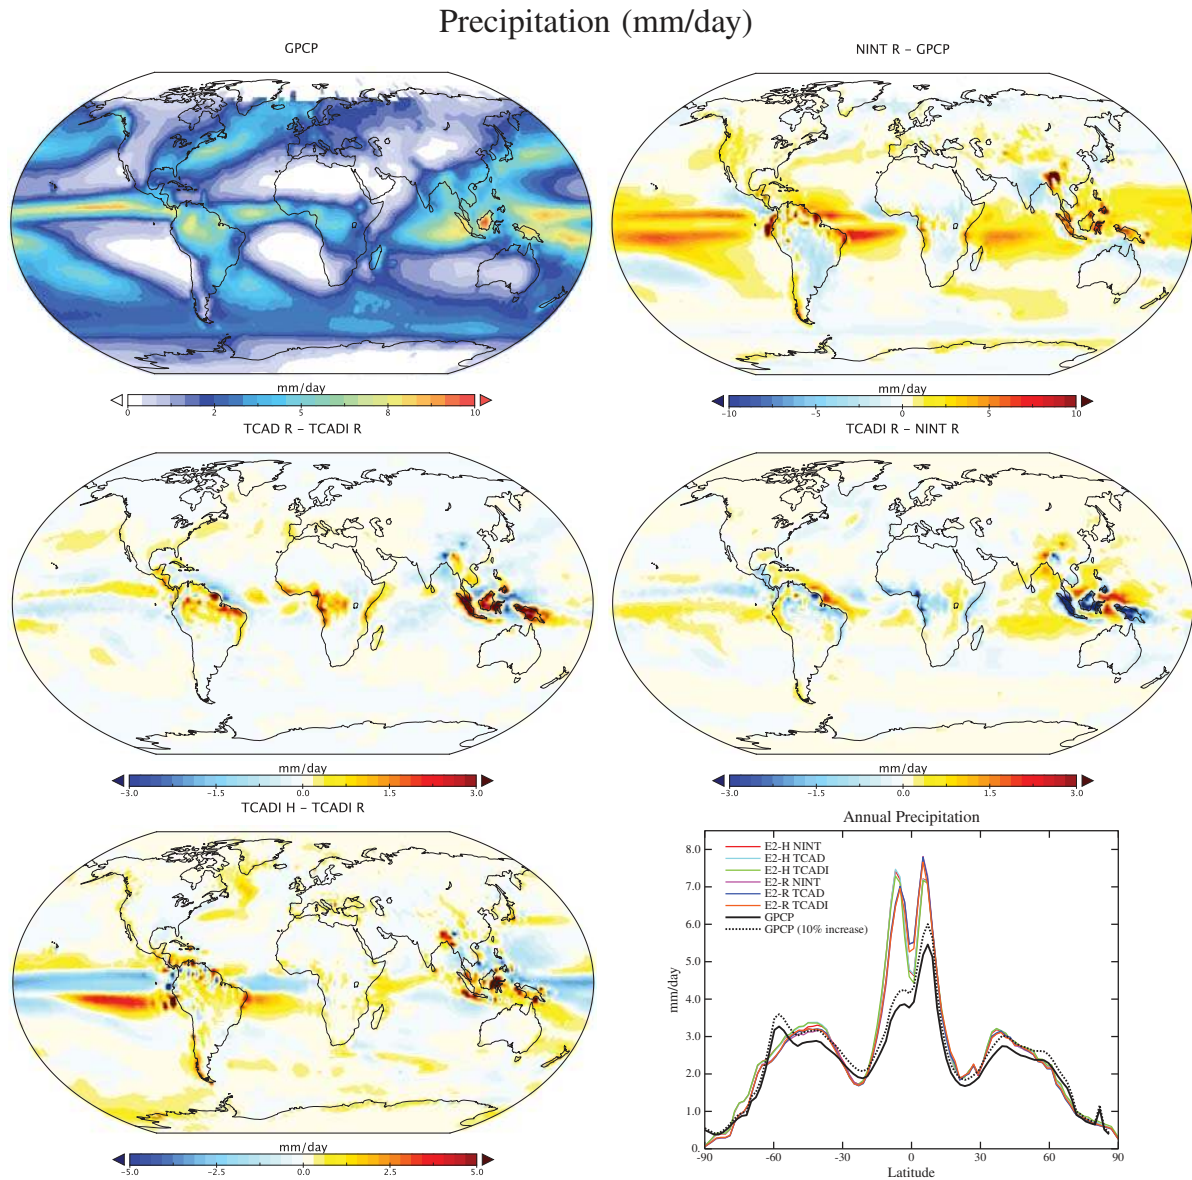 Precipitation (mm/day)
GPCP
NINT R − GPCP
mm/day
0 2 5 8 10
mm/day
−10 −5 0 5 10
TCAD R − TCADI R
TCADI R − NINT R
mm/day
−3.0 −1.5 0.0 1.5 3.0
mm/day
−3.0 −1.5 0.0 1.5 3.0
TCADI H − TCADI R
mm/day
−5.0 −2.5 0.0 2.5 5.0
Annual Precipitation
8.0
7.0
6.0
5.0
4.0
3.0
2.0
1.0
0.
mm/day
E2-H NINT
E2-H TCAD
E2-H TCADI
E2-R NINT
E2-R TCAD
E2-R TCADI
GPCP
GPCP (10% increase)
-90 -60 -30 0 30 60 90
Latitude